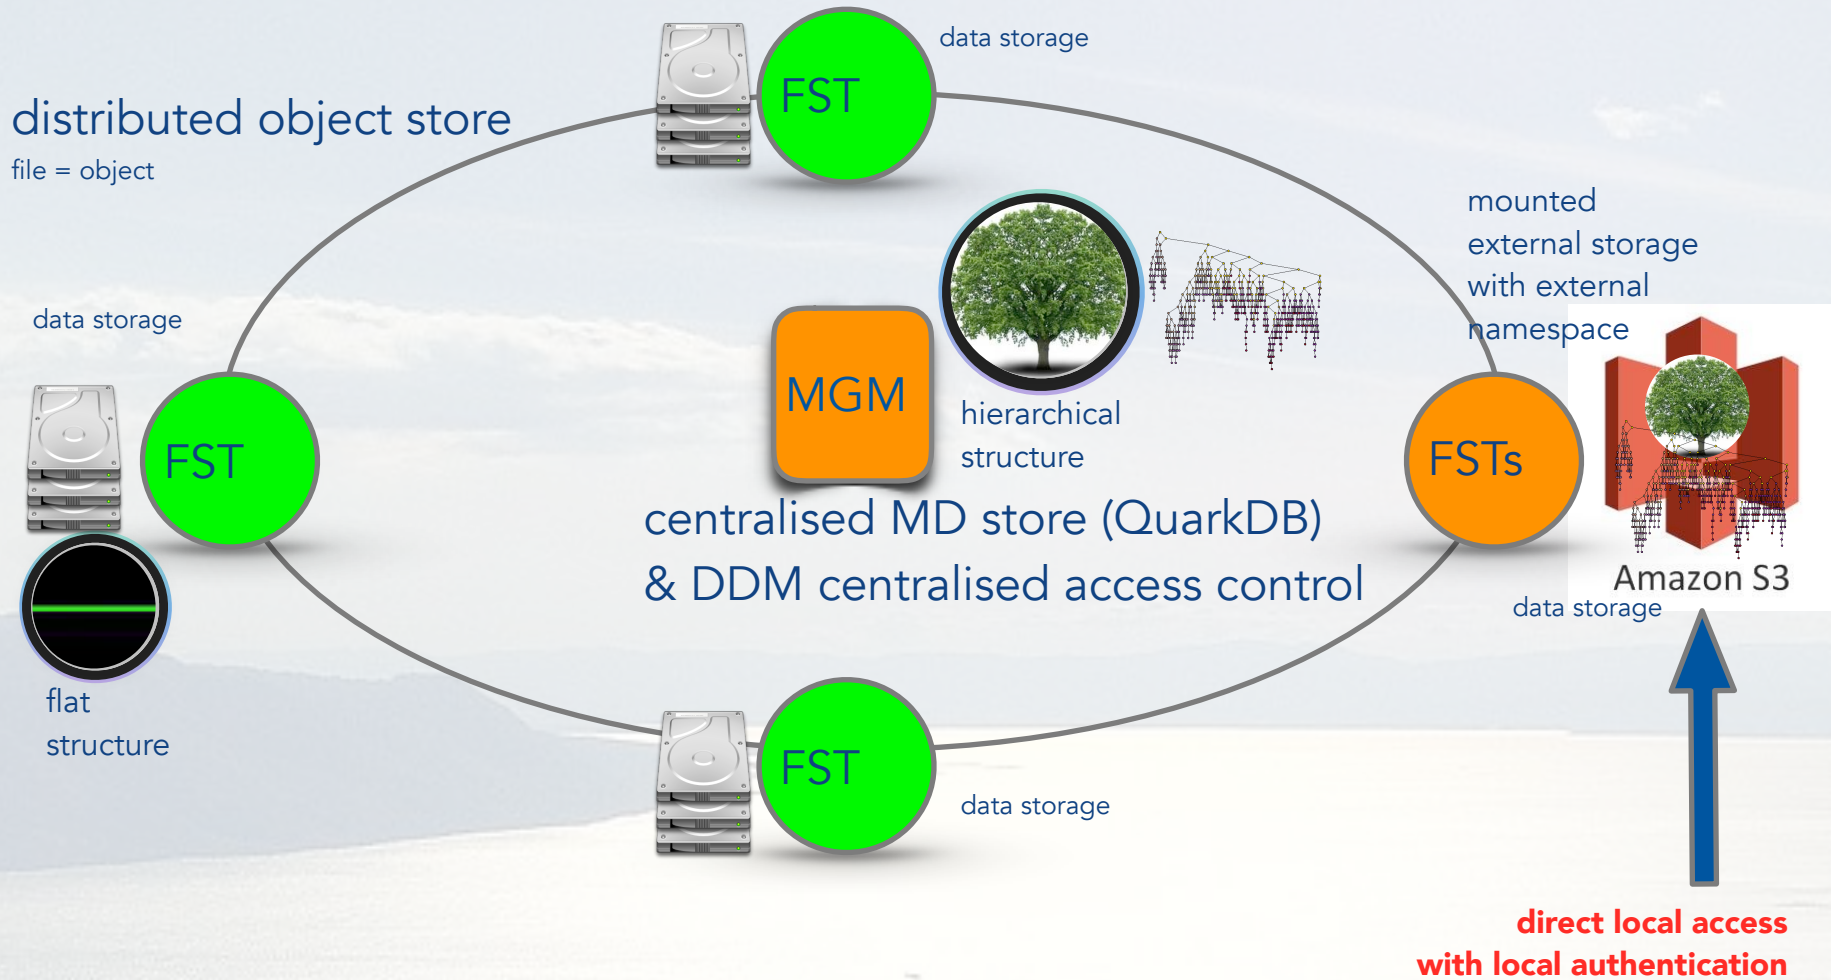 data storage
FST
distributed object store
file = object
mounted
external storage
with external
namespace
data storage
MGM
hierarchical
structure
FST
FSTs
centralised MD store (QuarkDB)
& DDM centralised access control
Amazon S3
data storage
flat
structure
FST
data storage
direct local access
with local authentication